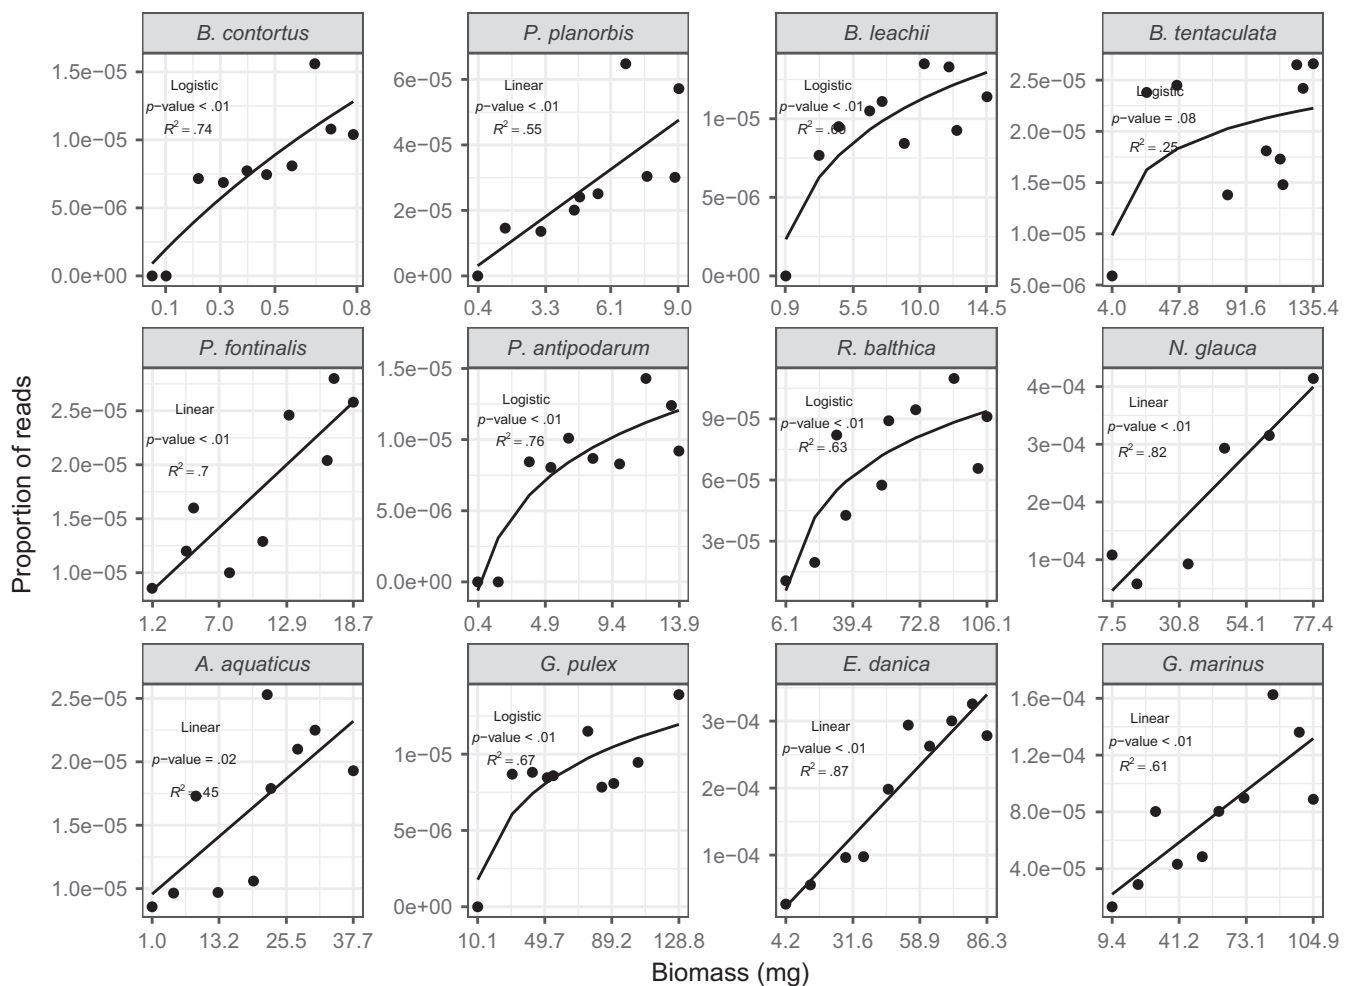 B. contortus
P. planorbis
B. leachii
B. tentaculata
1.5e−05
1.0e−05
5.0e−06
0.0e+00
Logistic
p−value < .01
R² = .74
0.1 0.3 0.5 0.8
6e−05
4e−05
2e−05
0e+00
Linear
p−value < .01
R² = .55
0.4 3.3 6.1 9.0
1e−05
5e−06
0e+00
Logistic
p−value < .01
0.9 5.5 10.0 14.5
2.5e−05
2.0e−05
1.5e−05
1.0e−05
5.0e−06
Logistic
p−value = .08
R² = .25
4.0 47.8 91.6 135.4
P. fontinalis
P. antipodarum
R. balthica
N. glauca
Proportion of reads
2.5e−05
2.0e−05
1.5e−05
1.0e−05
Linear
p−value < .01
R² = .7
1.2 7.0 12.9 18.7
1.5e−05
1.0e−05
5.0e−06
0.0e+00
Logistic
p−value < .01
R² = .76
0.4 4.9 9.4 13.9
9e−05
6e−05
3e−05
Logistic
p−value < .01
R² = .63
6.1 39.4 72.8 106.1
4e−04
3e−04
2e−04
1e−04
Linear
p−value < .01
R² = .82
7.5 30.8 54.1 77.4
A. aquaticus
G. pulex
E. danica
G. marinus
2.5e−05
2.0e−05
1.5e−05
1.0e−05
Linear
p−value = .02
R² = .45
1.0 13.2 25.5 37.7
1e−05
5e−06
0e+00
Logistic
p−value < .01
R² = .67
10.1 49.7 89.2 128.8
3e−04
2e−04
1e−04
Linear
p−value < .01
R² = .87
4.2 31.6 58.9 86.3
1.6e−04
1.2e−04
8.0e−05
4.0e−05
Linear
p−value < .01
R² = .61
9.4 41.2 73.1 104.9
Biomass (mg)